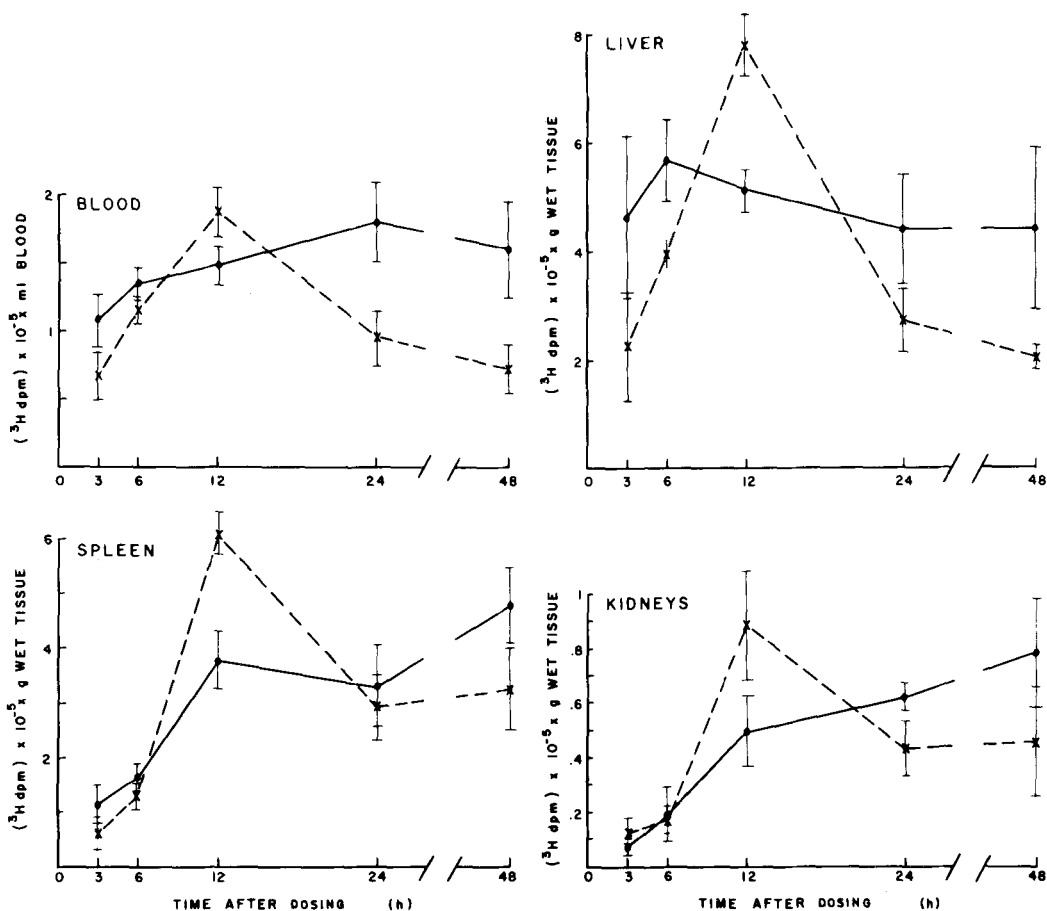 BLOOD
(³H dpm) x 10⁻⁵ x ml BLOOD
2
1
0 3 6 12 24 48
LIVER
(³H dpm) x 10⁻⁵ x g WET TISSUE
8
6
4
2
0 3 6 12 24 48
SPLEEN
(³H dpm) x 10⁻⁵ x g WET TISSUE
6
4
2
0 3 6 12 24 48
TIME AFTER DOSING (h)
KIDNEYS
(³H dpm) x 10⁻⁵ x g WET TISSUE
1
.8
.6
.4
.2
0 3 6 12 24 48
TIME AFTER DOSING (h)